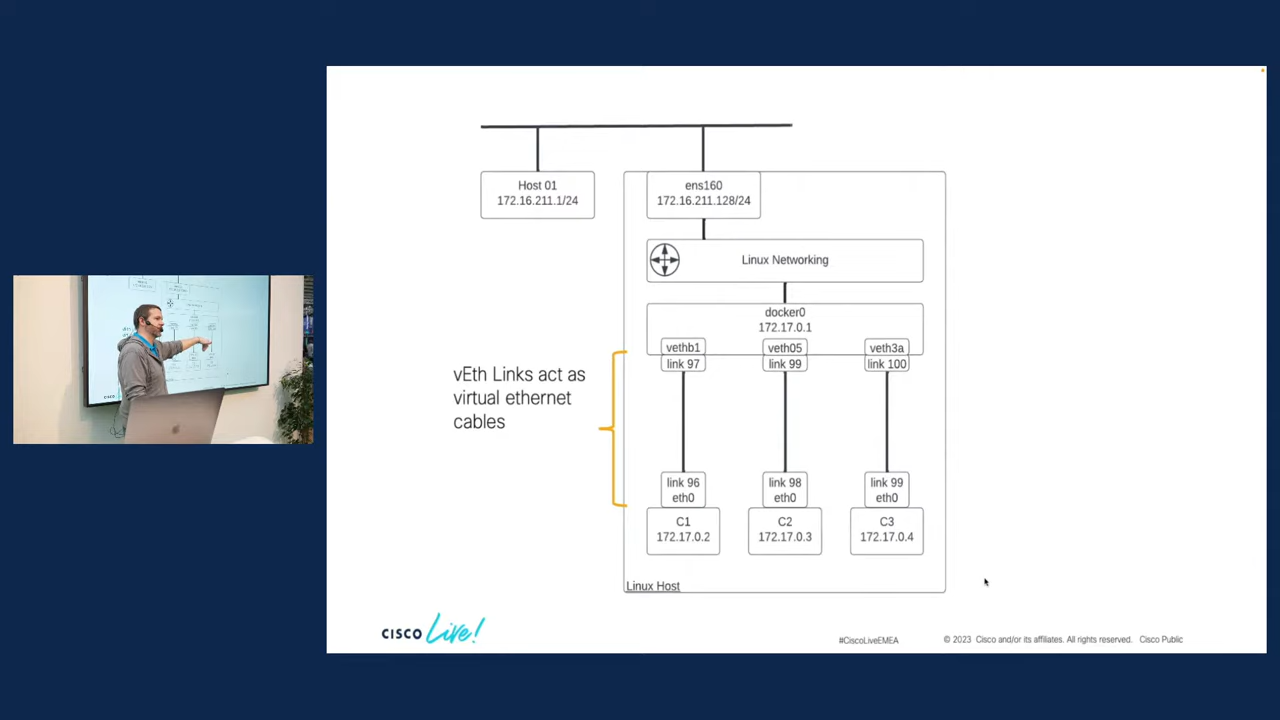 Host 01
172.16.211.1/24
ens160
172.16.211.128/24
Linux Networking
docker0
172.17.0.1
vethb1
link 97
veth05
link 99
veth3a
link 100
vEth Links act as
virtual ethernet
cables
link 96
eth0
link 98
eth0
link 99
eth0
C1
172.17.0.2
C2
172.17.0.3
C3
172.17.0.4
Linux Host
CISCO Live!
#CiscoLiveEMEA
© 2023 Cisco and/or its affiliates. All rights reserved. Cisco Public